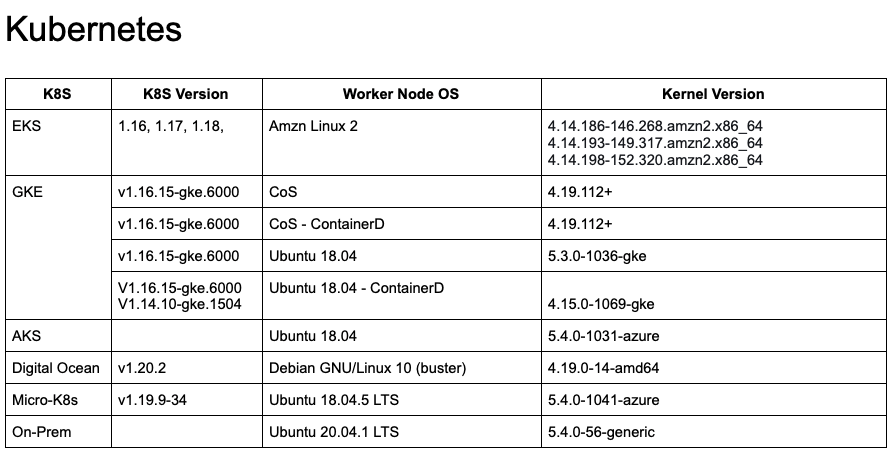 Kubernetes
K8S K8S Version Worker Node OS Kernel Version
EKS 1.16, 1.17, 1.18, Amzn Linux 2 4.14.186-146.268.amzn2.x86_64
4.14.193-149.317.amzn2.x86_64
4.14.198-152.320.amzn2.x86_64
GKE v1.16.15-gke.6000 CoS 4.19.112+
v1.16.15-gke.6000 CoS - ContainerD 4.19.112+
v1.16.15-gke.6000 Ubuntu 18.04 5.3.0-1036-gke
V1.16.15-gke.6000 Ubuntu 18.04 - ContainerD
V1.14.10-gke.1504 4.15.0-1069-gke
AKS Ubuntu 18.04 5.4.0-1031-azure
Digital Ocean v1.20.2 Debian GNU/Linux 10 (buster) 4.19.0-14-amd64
Micro-K8s v1.19.9-34 Ubuntu 18.04.5 LTS 5.4.0-1041-azure
On-Prem Ubuntu 20.04.1 LTS 5.4.0-56-generic